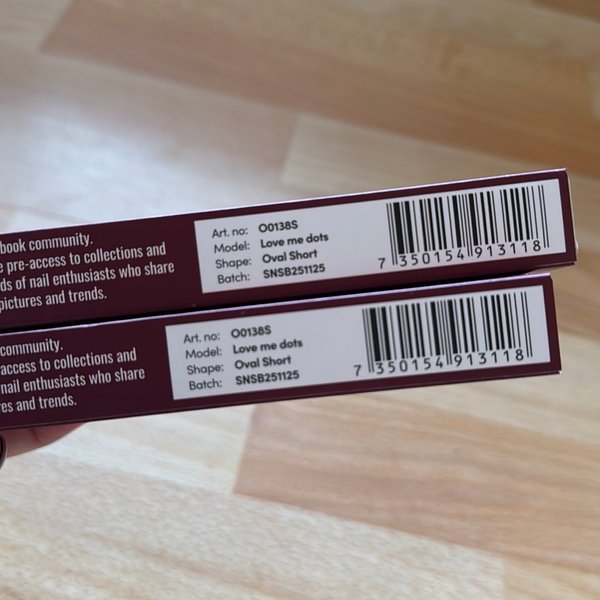 book community.
pre-access to collections and
ds of nail enthusiasts who share
pictures and trends.
Art. no: O0138S
Model: Love me dots
Shape: Oval Short
Batch: SNSB251125
7 350154 913118
community.
access to collections and
nail enthusiasts who share
res and trends.
Art. no: O0138S
Model: Love me dots
Shape: Oval Short
Batch: SNSB251125
7 350154 913118